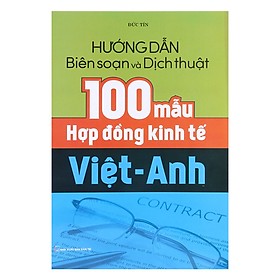 ĐỨC TÍN
HƯỚNG DẪN
Biên soạn và Dịch thuật
100 mẫu
Hợp đồng kinh tế
Việt-Anh
CONTRACT